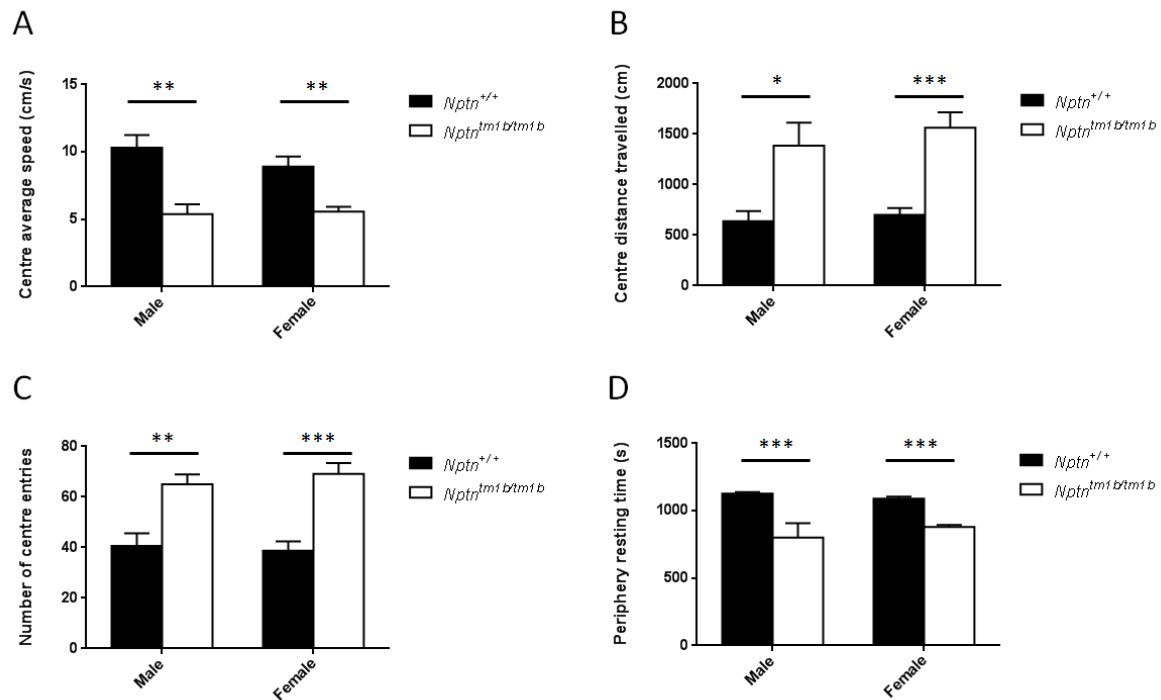 A
Centre average speed (cm/s)
15
10
5
0
**
**
Male
Female
Nptn+/+
Nptntm1b/tm1b
B
Centre distance travelled (cm)
2000
1500
1000
500
0
*
***
Male
Female
Nptn+/+
Nptntm1b/tm1b
C
Number of centre entries
80
60
40
20
0
**
***
Male
Female
Nptn+/+
Nptntm1b/tm1b
D
Periphery resting time (s)
1500
1000
500
0
***
***
Male
Female
Nptn+/+
Nptntm1b/tm1b